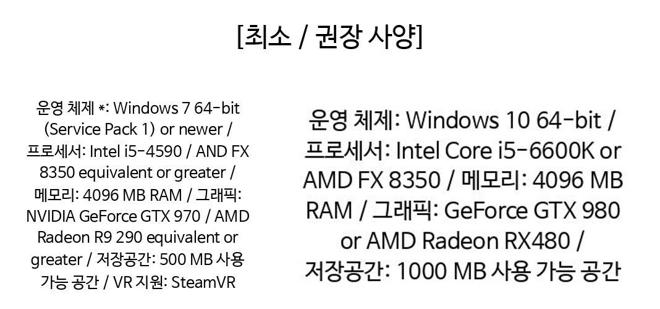 [최소 / 권장 사양]
운영 체제 *: Windows 7 64-bit
(Service Pack 1) or newer /
프로세서: Intel i5-4590 / AND FX
8350 equivalent or greater /
메모리: 4096 MB RAM / 그래픽:
NVIDIA GeForce GTX 970 / AMD
Radeon R9 290 equivalent or
greater / 저장공간: 500 MB 사용
가능 공간 / VR 지원: SteamVR
운영 체제: Windows 10 64-bit /
프로세서: Intel Core i5-6600K or
AMD FX 8350 / 메모리: 4096 MB
RAM / 그래픽: GeForce GTX 980
or AMD Radeon RX480 /
저장공간: 1000 MB 사용 가능 공간